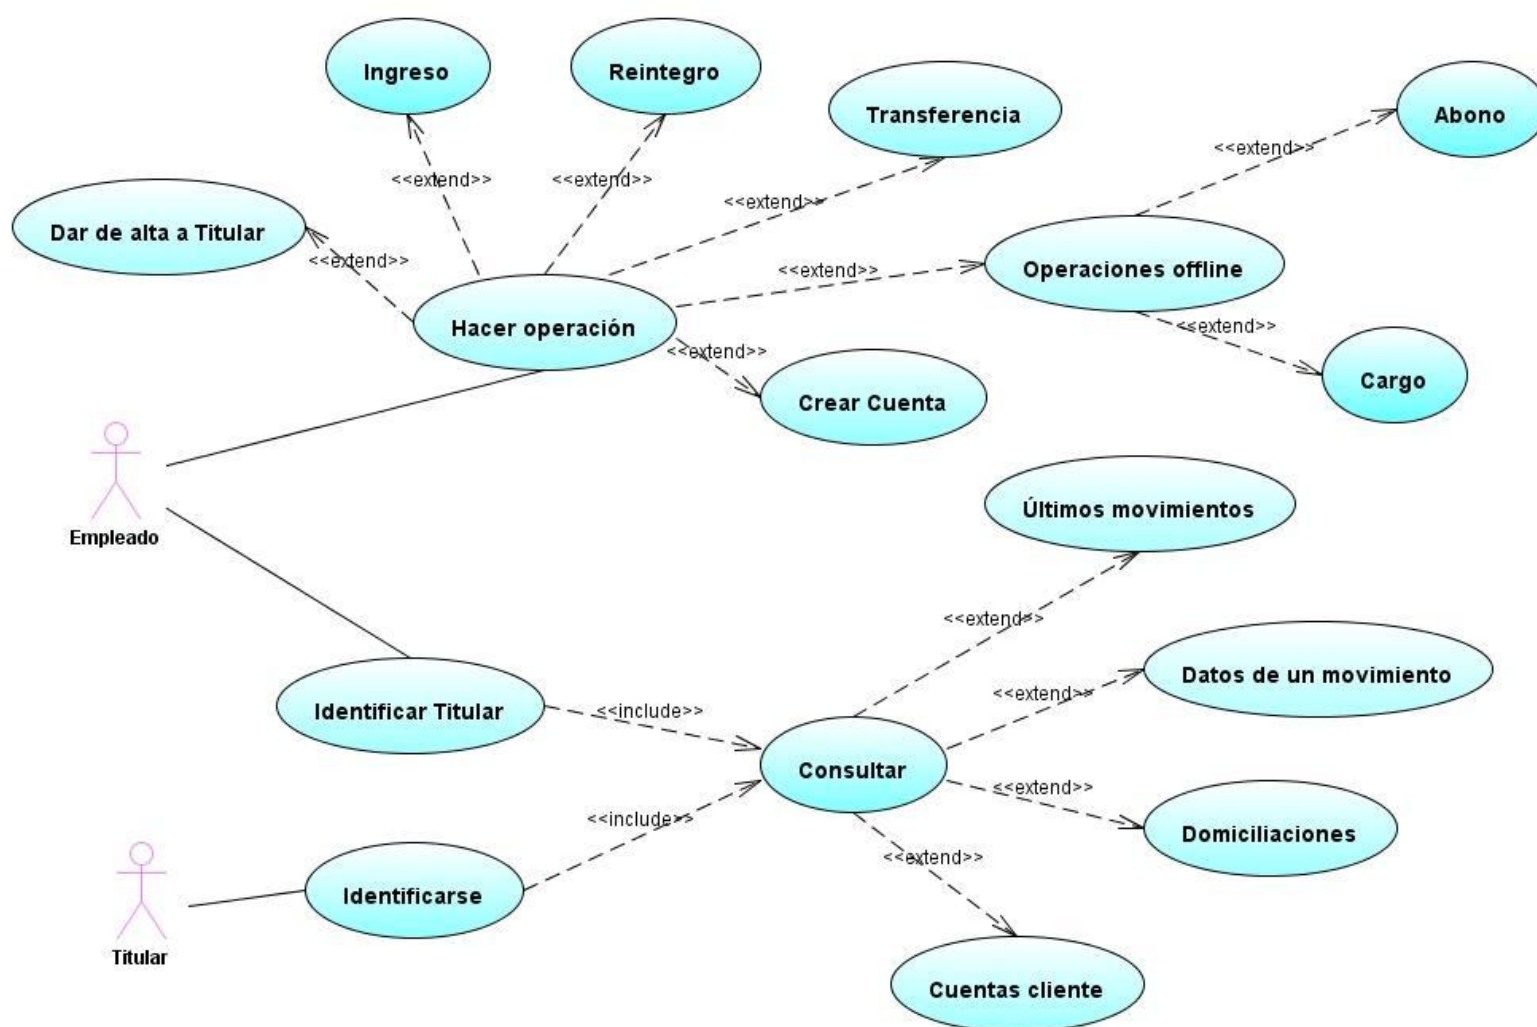 Ingreso
Reintegro
Transferencia
Abono
<<extend>>
<<extend>>
<<extend>>
<<extend>>
Dar de alta a Titular
<<extend>>
<<extend>>
Operaciones offline
Hacer operación
<<extend>>
<<extend>>
Cargo
Crear Cuenta
Empleado
Últimos movimientos
<<extend>>
Datos de un movimiento
<<extend>>
Identificar Titular
<<include>>
Consultar
<<extend>>
<<include>>
Domiciliaciones
<<extend>>
Identificarse
Titular
Cuentas cliente